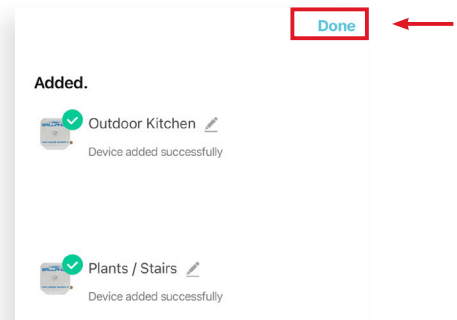 Done
Added.
Outdoor Kitchen
Device added successfully
Plants / Stairs
Device added successfully